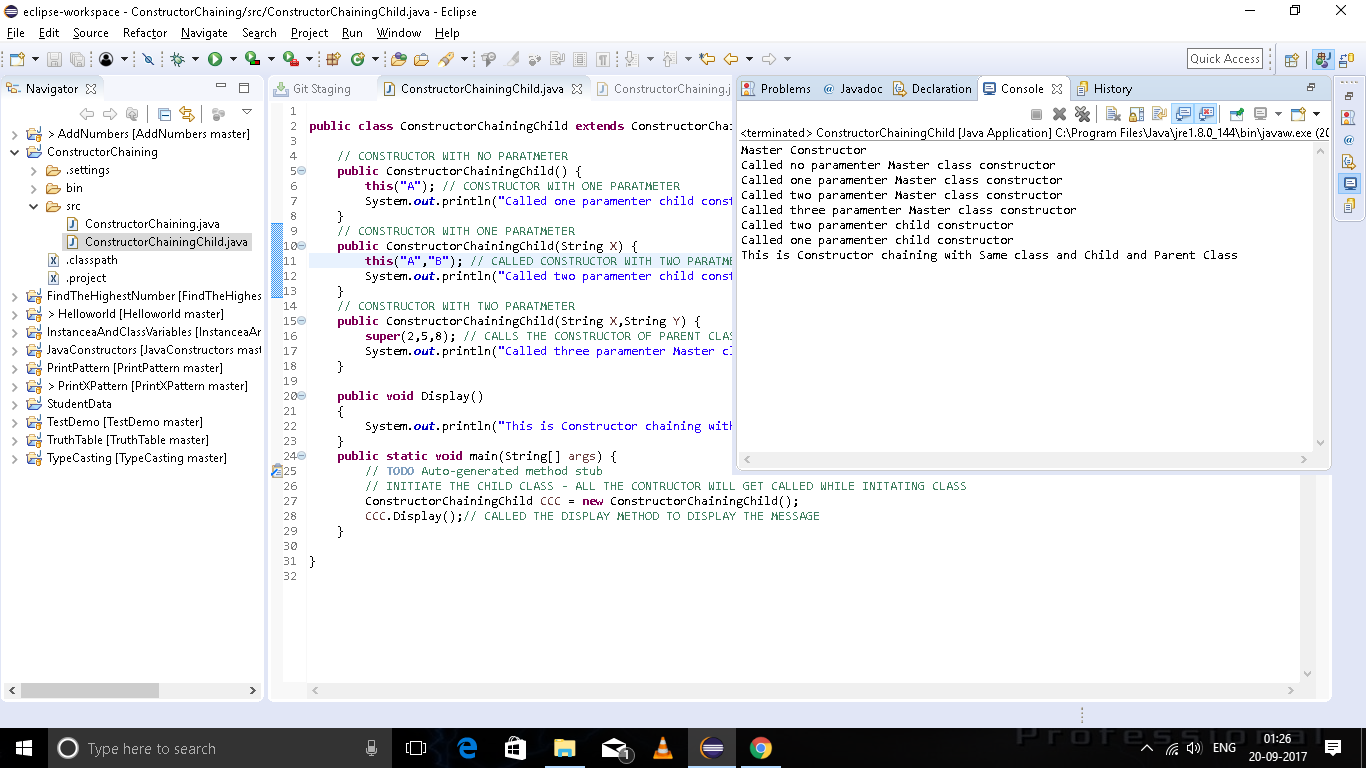 eclipse-workspace - ConstructorChaining/src/ConstructorChainingChild.java - Eclipse
File Edit Source Refactor Navigate Search Project Run Window Help
Quick Access
Navigator
> AddNumbers [AddNumbers master]
ConstructorChaining
.settings
bin
src
ConstructorChaining.java
ConstructorChainingChild.java
.classpath
.project
FindTheHighestNumber [FindTheHighes
> Helloworld [Helloworld master]
InstanceaAndClassVariables [InstanceaAr
JavaConstructors [JavaConstructors mast
PrintPattern [PrintPattern master]
> PrintXPattern [PrintXPattern master]
StudentData
TestDemo [TestDemo master]
TruthTable [TruthTable master]
TypeCasting [TypeCasting master]
Git Staging ConstructorChainingChild.java ConstructorChaining.j
1
2 public class ConstructorChainingChild extends ConstructorChai
3
4 // CONSTRUCTOR WITH NO PARATMETER
5 public ConstructorChainingChild() {
6 this("A"); // CONSTRUCTOR WITH ONE PARATMETER
7 System.out.println("Called one paramenter child const
8 }
9 // CONSTRUCTOR WITH ONE PARATMETER
10 public ConstructorChainingChild(String X) {
11 this("A","B"); // CALLED CONSTRUCTOR WITH TWO PARATME
12 System.out.println("Called two paramenter child const
13 }
14 // CONSTRUCTOR WITH TWO PARATMETER
15 public ConstructorChainingChild(String X,String Y) {
16 super(2,5,8); // CALLS THE CONSTRUCTOR OF PARENT CLAS
17 System.out.println("Called three paramenter Master cl
18 }
19
20 public void Display()
21 {
22 System.out.println("This is Constructor chaining with
23 }
24 public static void main(String[] args) {
25 // TODO Auto-generated method stub
26 // INITIATE THE CHILD CLASS - ALL THE CONTRUCTOR WILL GET CALLED WHILE INITATING CLASS
27 ConstructorChainingChild CCC = new ConstructorChainingChild();
28 CCC.Display();// CALLED THE DISPLAY METHOD TO DISPLAY THE MESSAGE
29 }
30
31 }
32
Problems @ Javadoc Declaration Console History
<terminated> ConstructorChainingChild [Java Application] C:\Program Files\Java\jre1.8.0_144\bin\javaw.exe (20
Master Constructor
Called no paramenter Master class constructor
Called one paramenter Master class constructor
Called two paramenter Master class constructor
Called three paramenter Master class constructor
Called two paramenter child constructor
Called one paramenter child constructor
This is Constructor chaining with Same class and Child and Parent Class
Type here to search
1
Professional
ENG
01:26
20-09-2017